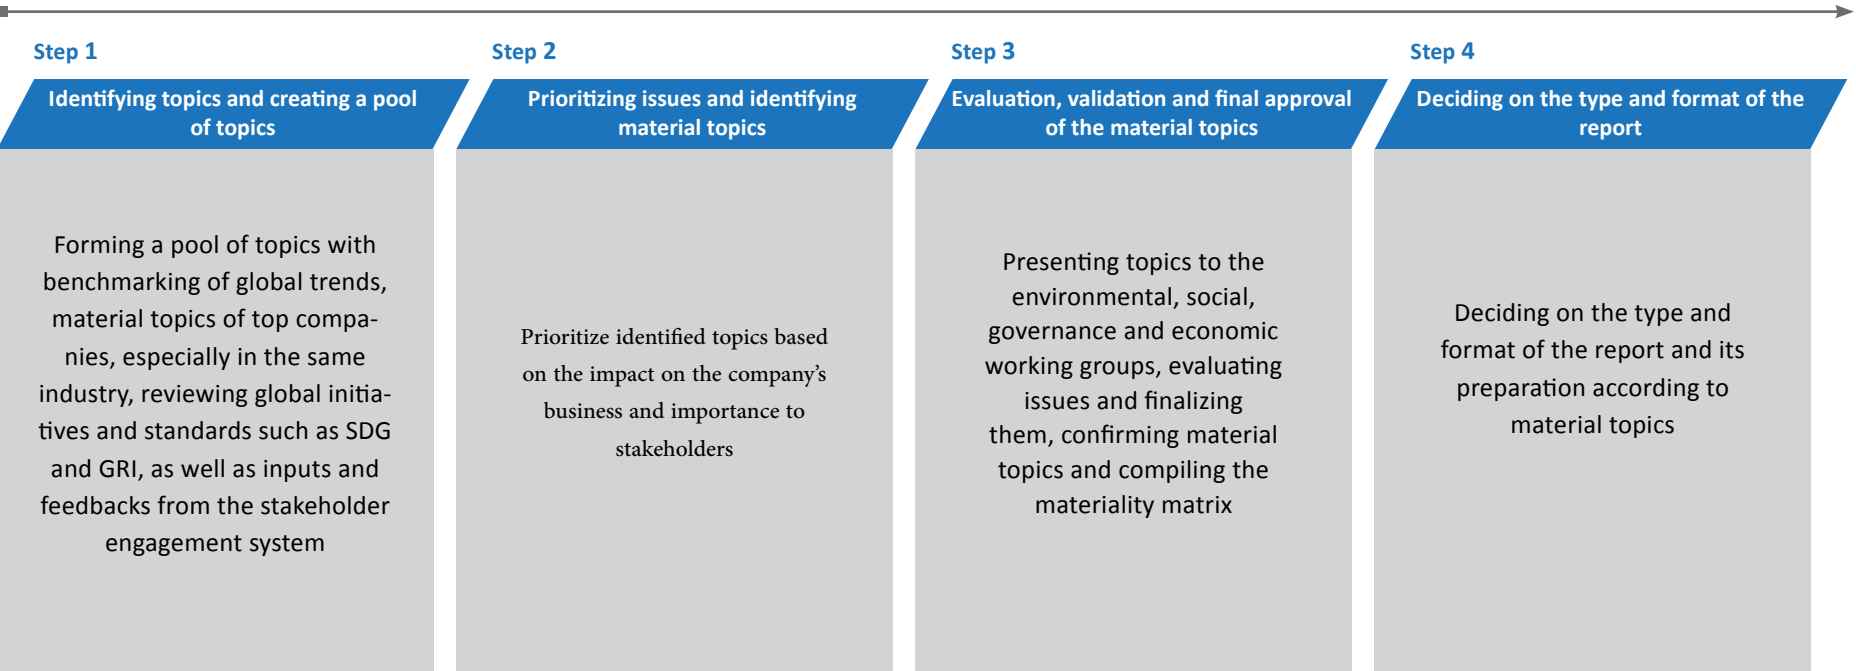 Step 1
Identifying topics and creating a pool
of topics
Forming a pool of topics with
benchmarking of global trends,
material topics of top compa-
nies, especially in the same
industry, reviewing global initia-
tives and standards such as SDG
and GRI, as well as inputs and
feedbacks from the stakeholder
engagement system
Step 2
Prioritizing issues and identifying
material topics
Prioritize identified topics based
on the impact on the company's
business and importance to
stakeholders
Step 3
Evaluation, validation and final approval
of the material topics
Presenting topics to the
environmental, social,
governance and economic
working groups, evaluating
issues and finalizing
them, confirming material
topics and compiling the
materiality matrix
Step 4
Deciding on the type and format of the
report
Deciding on the type and
format of the report and its
preparation according to
material topics